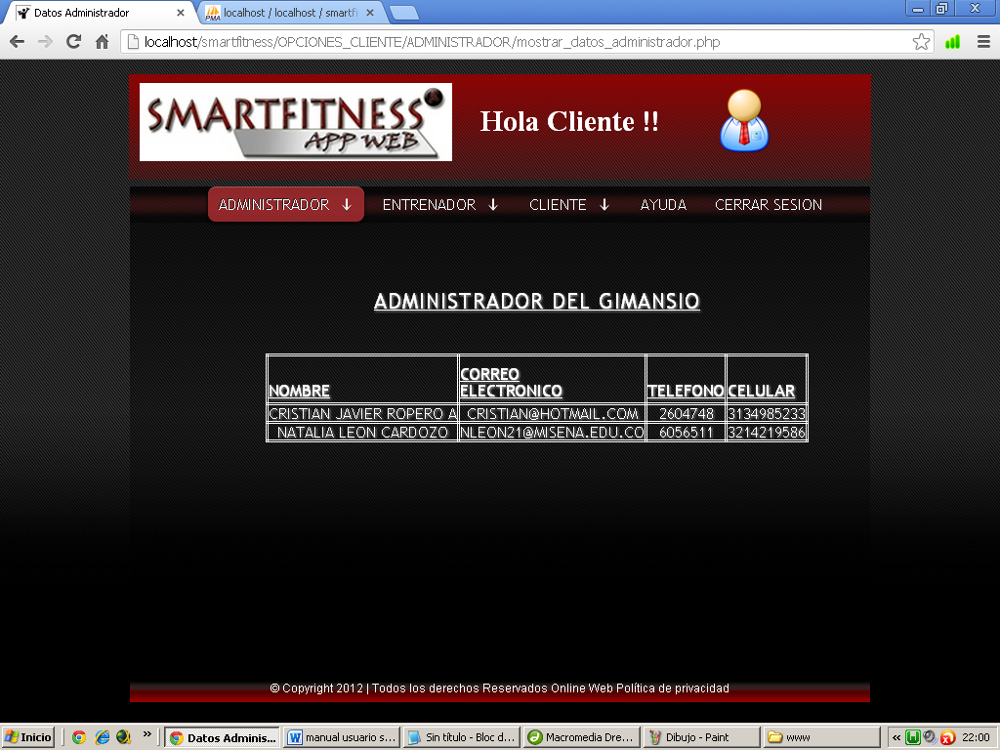 Datos Administrador
localhost / localhost / smartfi
localhost/smartfitness/OPCIONES_CLIENTE/ADMINISTRADOR/mostrar_datos_administrador.php
SMARTFITNESS
APP WEB
Hola Cliente !!
ADMINISTRADOR ↓ ENTRENADOR ↓ CLIENTE ↓ AYUDA CERRAR SESION
ADMINISTRADOR DEL GIMANSIO
NOMBRE CORREO ELECTRONICO TELEFONO CELULAR
CRISTIAN JAVIER ROPERO A CRISTIAN@HOTMAIL.COM 2604748 3134985233
NATALIA LEON CARDOZO NLEON21@MISENA.EDU.CO 6056511 3214219586
© Copyright 2012 | Todos los derechos Reservados Online Web Política de privacidad
Inicio » Datos Adminis... manual usuario s... Sin título - Bloc d... Macromedia Dre... Dibujo - Paint www « 22:00